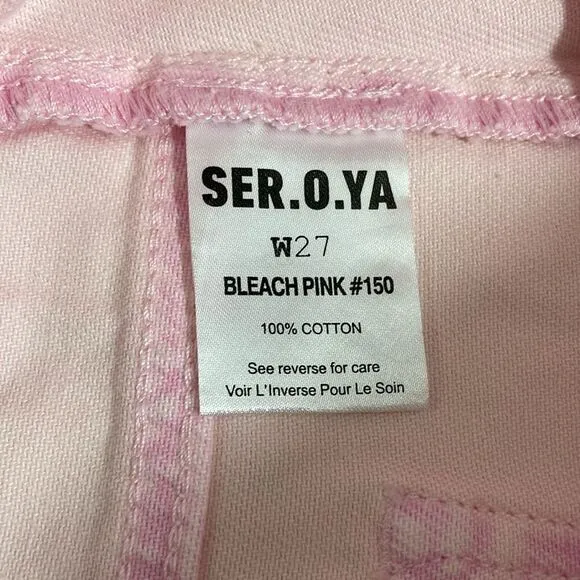 SER.O.YA
W27
BLEACH PINK #150
100% COTTON
See reverse for care
Voir L'Inverse Pour Le Soin